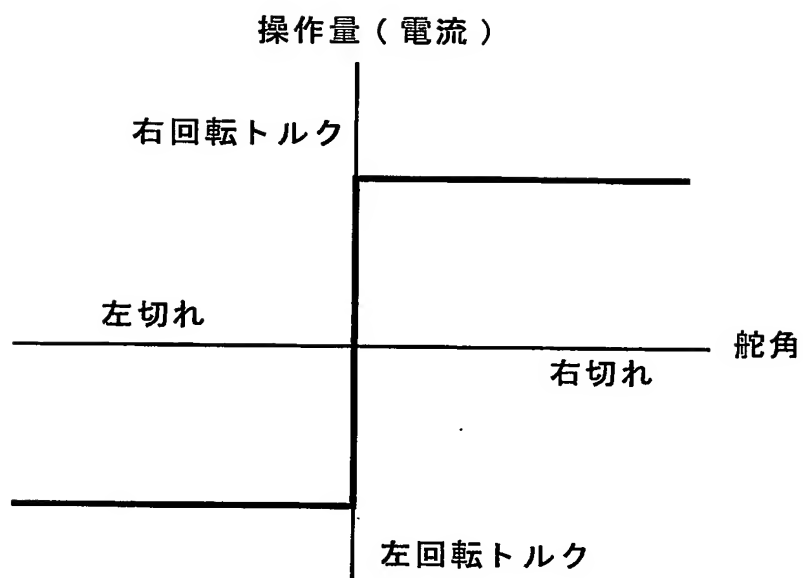 操作量(電流)
右回転トルク
左切れ
舵角
右切れ
左回転トルク